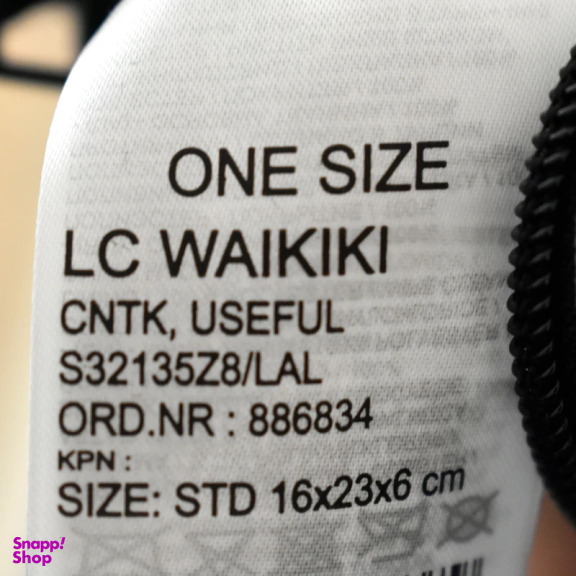 ONE SIZE
LC WAIKIKI
CNTK, USEFUL
S32135Z8/LAL
ORD.NR : 886834
KPN :
SIZE: STD 16x23x6 cm
Snapp!
Shop